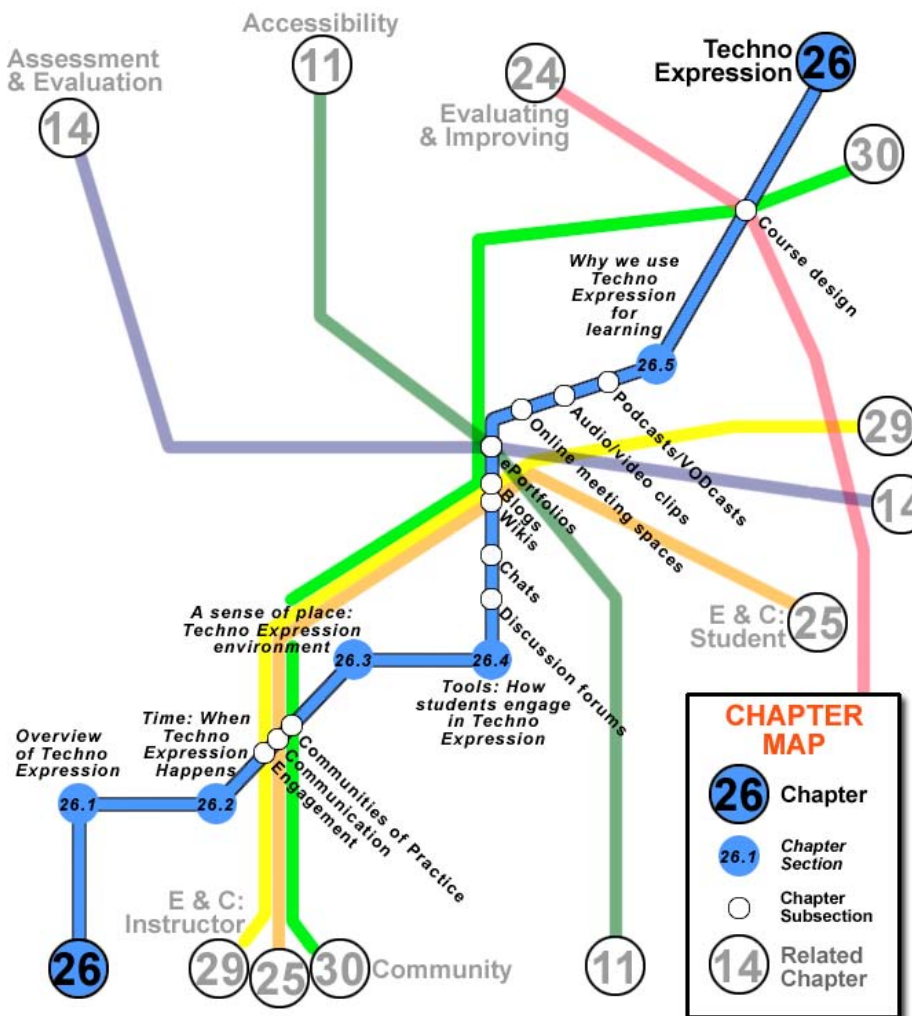 Accessibility
11
Assessment
& Evaluation
14
24
Evaluating
& Improving
Techno
Expression
26
30
Course design
Why we use
Techno
Expression
for
learning
26.5
Podcasts/VODcasts
Audio/video clips
Online meeting spaces
ePortfolios
Blogs
Wikis
Chats
Discussion forums
29
14
E & C:
Student
25
A sense of place:
Techno Expression
environment
26.3
26.4
Tools: How
students engage
in Techno
Expression
Time: When
Techno
Expression
Happens
26.2
Communities of Practice
Communication
Engagement
Overview
of Techno
Expression
26.1
26
E & C:
Instructor
29
25
30
Community
11
CHAPTER
MAP
26
Chapter
26.1
Chapter
Section
Chapter
Subsection
14
Related
Chapter